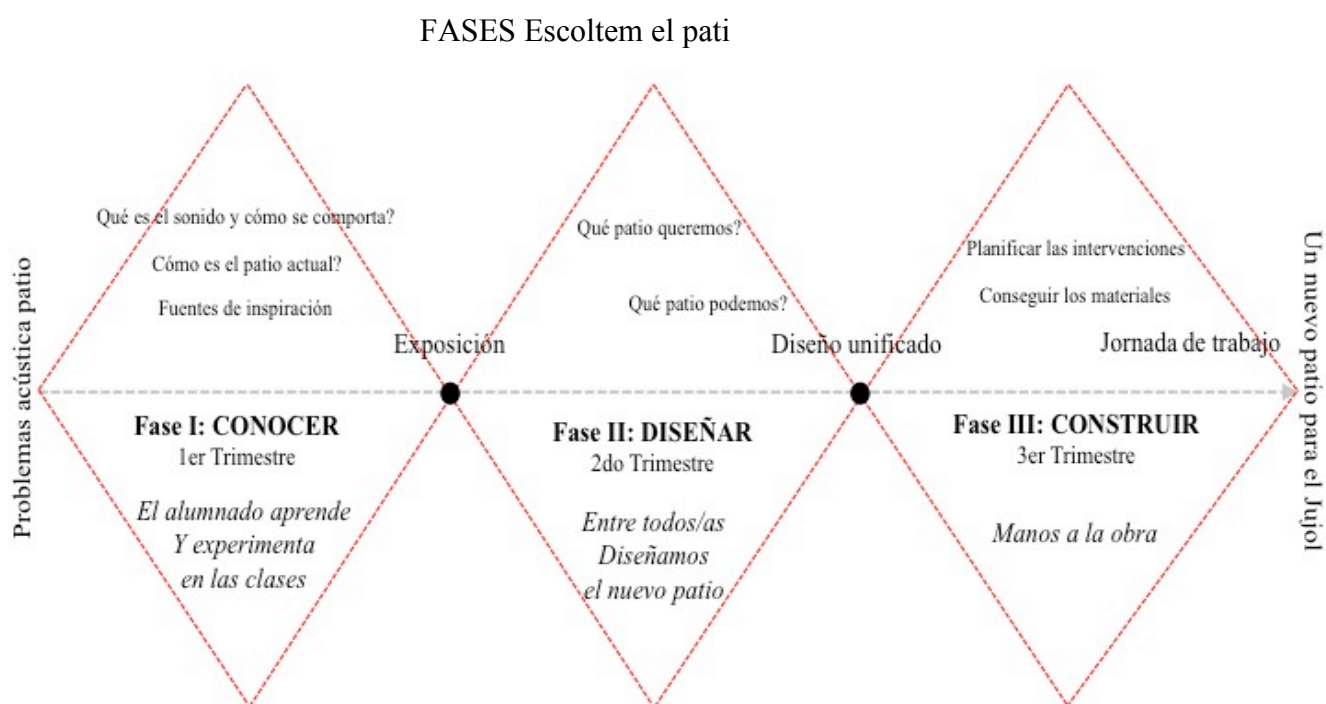 FASES Escoltem el pati
Problemas acústica patio
Qué es el sonido y cómo se comporta?
Cómo es el patio actual?
Fuentes de inspiración
Exposición
Fase I: CONOCER
1er Trimestre
El alumnado aprende
Y experimenta
en las clases
Qué patio queremos?
Qué patio podemos?
Diseño unificado
Fase II: DISEÑAR
2do Trimestre
Entre todos/as
Diseñamos
el nuevo patio
Planificar las intervenciones
Conseguir los materiales
Jornada de trabajo
Fase III: CONSTRUIR
3er Trimestre
Manos a la obra
Un nuevo patio para el Jujol